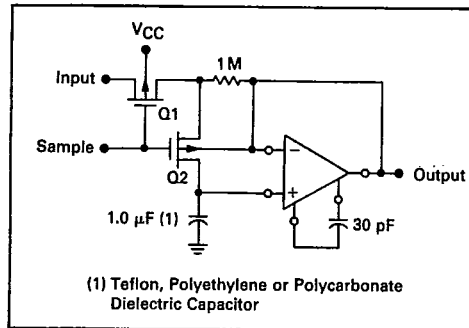 VCC
1 M
Input
Q1
Sample
Q2
−
+
Output
1.0 μF (1)
30 pF
(1) Teflon, Polyethylene or Polycarbonate
Dielectric Capacitor